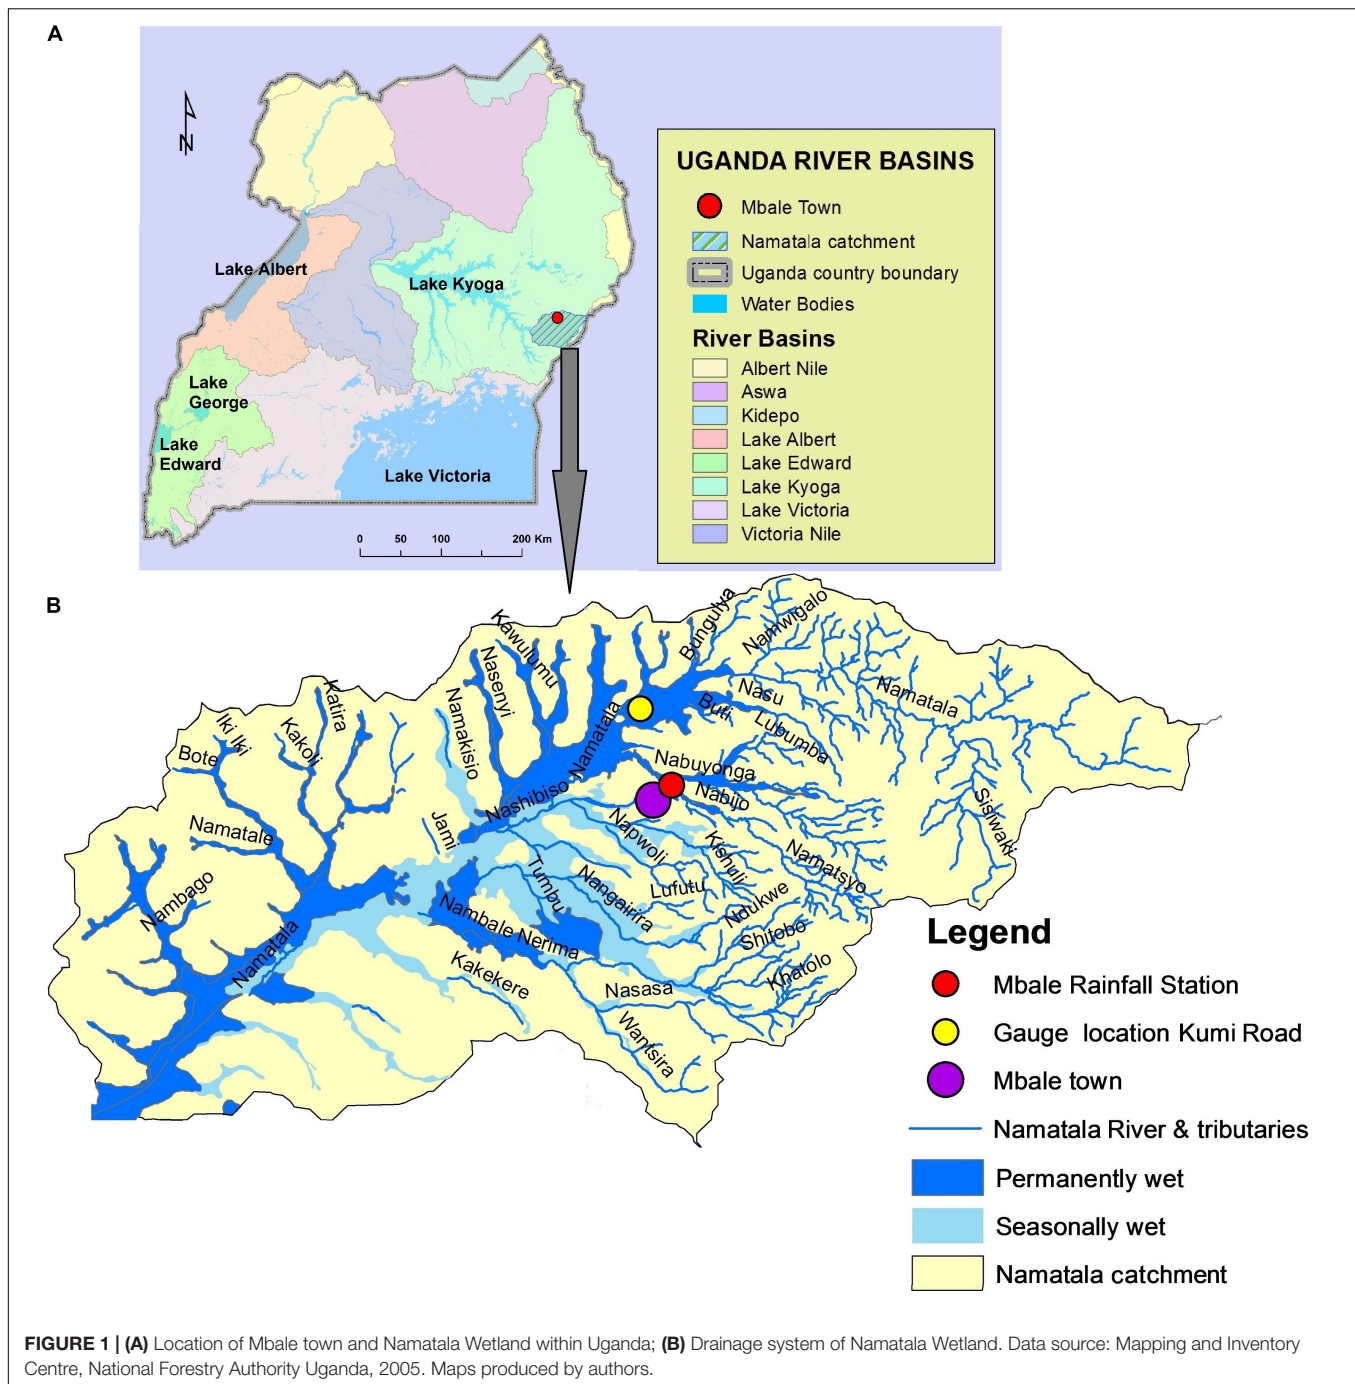 A
N
UGANDA RIVER BASINS
Mbale Town
Namatala catchment
Uganda country boundary
Water Bodies
River Basins
Albert Nile
Aswa
Kidepo
Lake Albert
Lake Edward
Lake Kyoga
Lake Victoria
Victoria Nile
Lake Albert
Lake Kyoga
Lake
George
Lake
Edward
Lake Victoria
0 50 100 200 Km
B
Bungulya
Namwigalo
Kawulumu
Nasenyi
Namakisio
Katira
Kakoli
Iki Iki
Bote
Namatale
Nambago
Namatala
Jami
Nashibiso
Namatala
Buti
Nasu
Lubumba
Namatala
Sisiwaki
Nabuyonga
Nabijo
Napwoli
Kishuli
Namatsyo
Lufutu
Ndukwe
Nangairira
Tumbu
Nambale Nerima
Kakekere
Shitobo
Khatolo
Nasasa
Wantsira
Legend
Mbale Rainfall Station
Gauge location Kumi Road
Mbale town
Namatala River & tributaries
Permanently wet
Seasonally wet
Namatala catchment
FIGURE 1 | (A) Location of Mbale town and Namatala Wetland within Uganda; (B) Drainage system of Namatala Wetland. Data source: Mapping and Inventory
Centre, National Forestry Authority Uganda, 2005. Maps produced by authors.